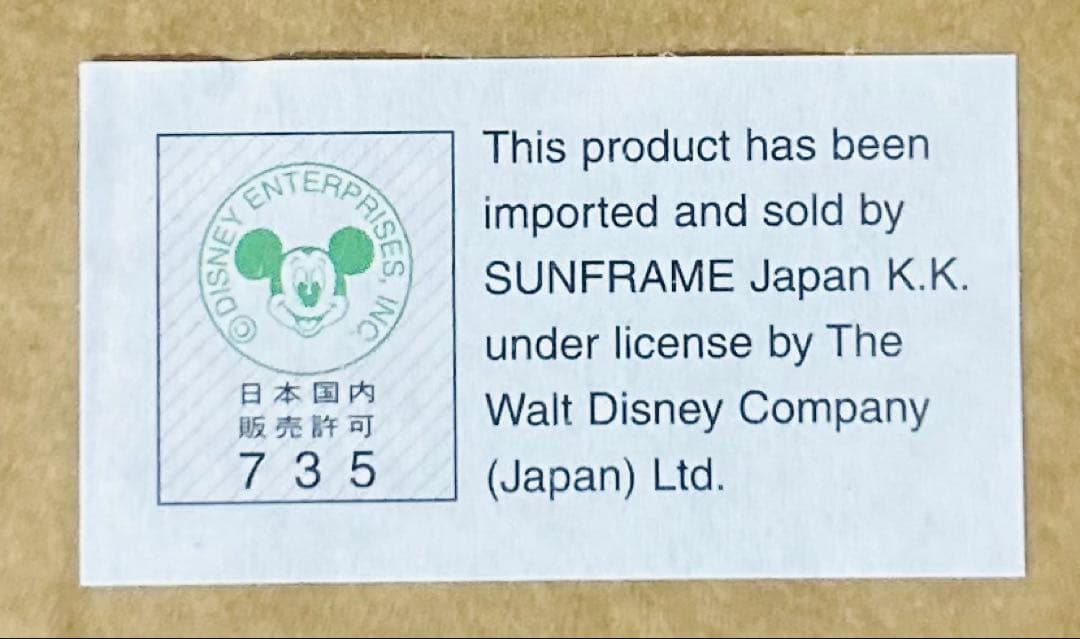 © DISNEY ENTERPRISES, INC.
日本国内
販売許可
735
This product has been
imported and sold by
SUNFRAME Japan K.K.
under license by The
Walt Disney Company
(Japan) Ltd.